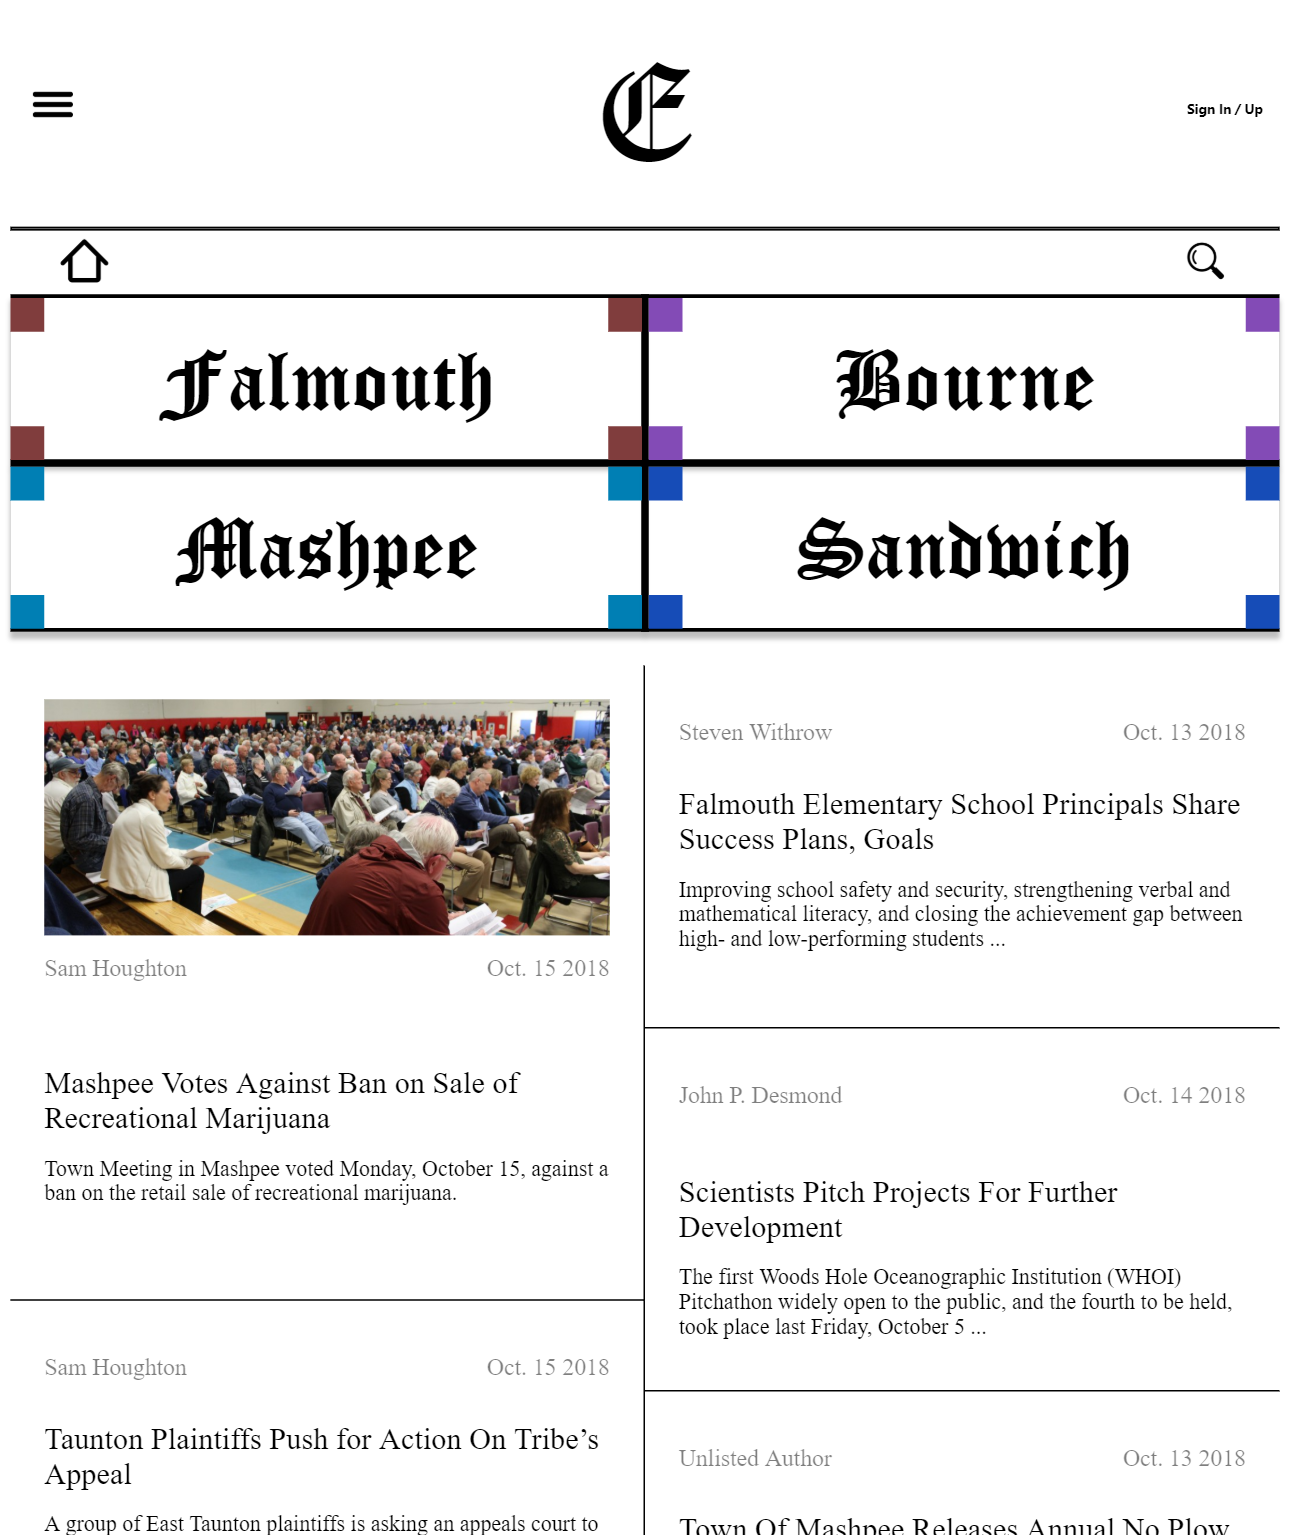 E
Sign In / Up
Falmouth
Bourne
Mashpee
Sandwich
Sam Houghton
Oct. 15 2018
Mashpee Votes Against Ban on Sale of
Recreational Marijuana
Town Meeting in Mashpee voted Monday, October 15, against a
ban on the retail sale of recreational marijuana.
Sam Houghton
Oct. 15 2018
Taunton Plaintiffs Push for Action On Tribe’s
Appeal
A group of East Taunton plaintiffs is asking an appeals court to
Steven Withrow
Oct. 13 2018
Falmouth Elementary School Principals Share
Success Plans, Goals
Improving school safety and security, strengthening verbal and
mathematical literacy, and closing the achievement gap between
high- and low-performing students ...
John P. Desmond
Oct. 14 2018
Scientists Pitch Projects For Further
Development
The first Woods Hole Oceanographic Institution (WHOI)
Pitchathon widely open to the public, and the fourth to be held,
took place last Friday, October 5 ...
Unlisted Author
Oct. 13 2018
Town Of Mashpee Releases Annual No Plow